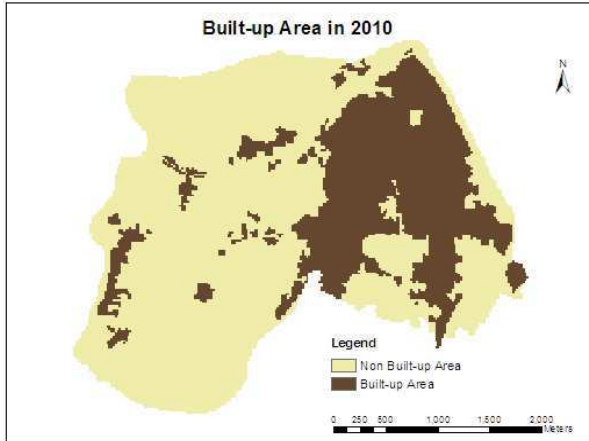 Built-up Area in 2010
N
Legend
Non Built-up Area
Built-up Area
0 250 500 1,000 1,500 2,000
Meters